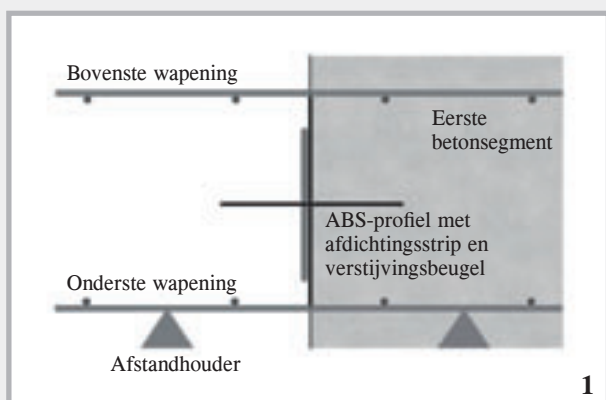 Bovenste wapening
Eerste
betonsegment
ABS-profiel met
afdichtingsstrip en
verstijvingsbeugel
Onderste wapening
Afstandhouder
1